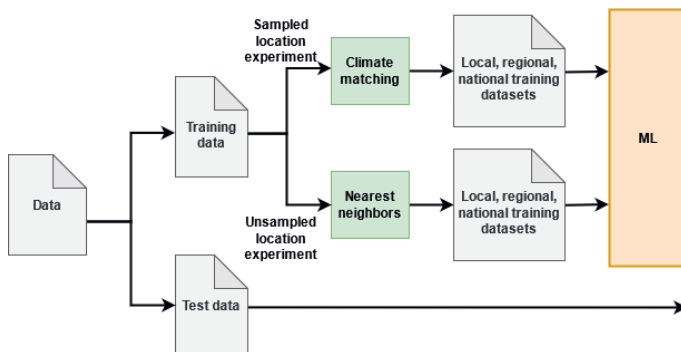 Sampled
location
experiment
Climate
matching
Local, regional,
national training
datasets
Training
data
ML
Data
Nearest
neighbors
Local, regional,
national training
datasets
Unsampled
location
experiment
Test data